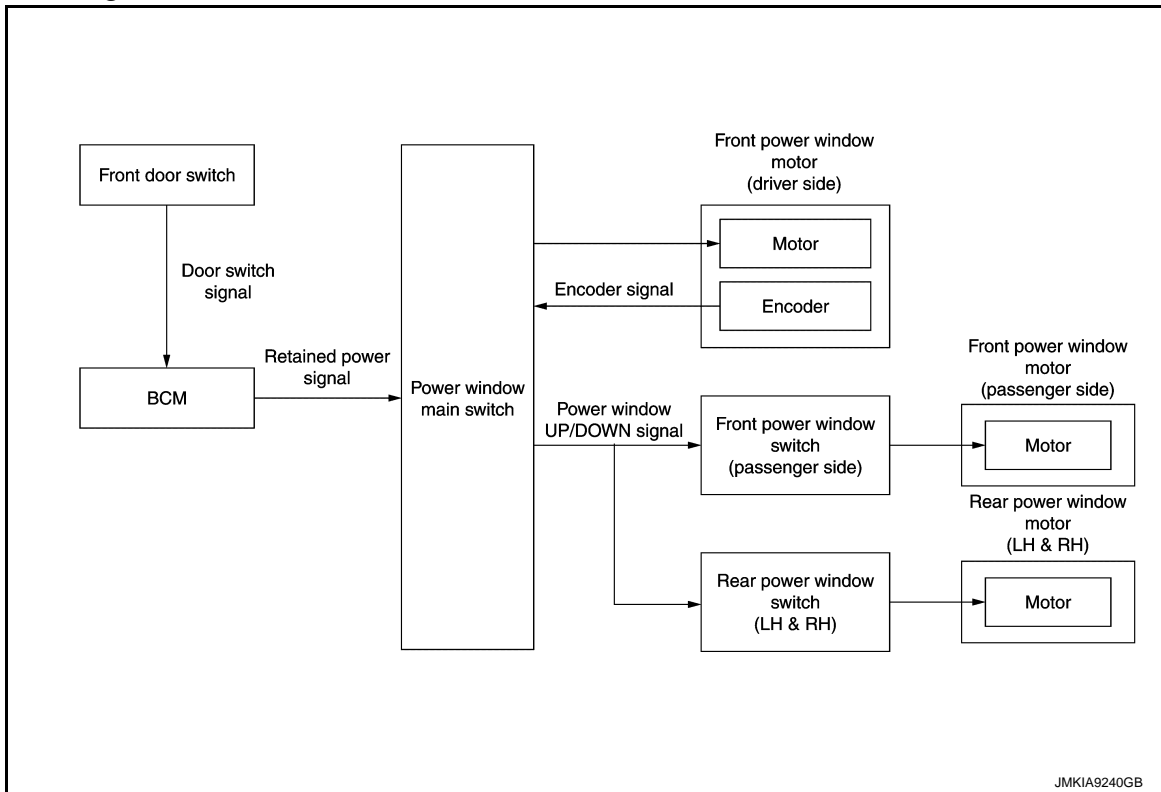 Front door switch
Door switch
signal
BCM
Retained power
signal
Power window
main switch
Front power window
motor
(driver side)
Motor
Encoder signal
Encoder
Power window
UP/DOWN signal
Front power window
switch
(passenger side)
Front power window
motor
(passenger side)
Motor
Rear power window
switch
(LH & RH)
Rear power window
motor
(LH & RH)
Motor
JMKIA9240GB